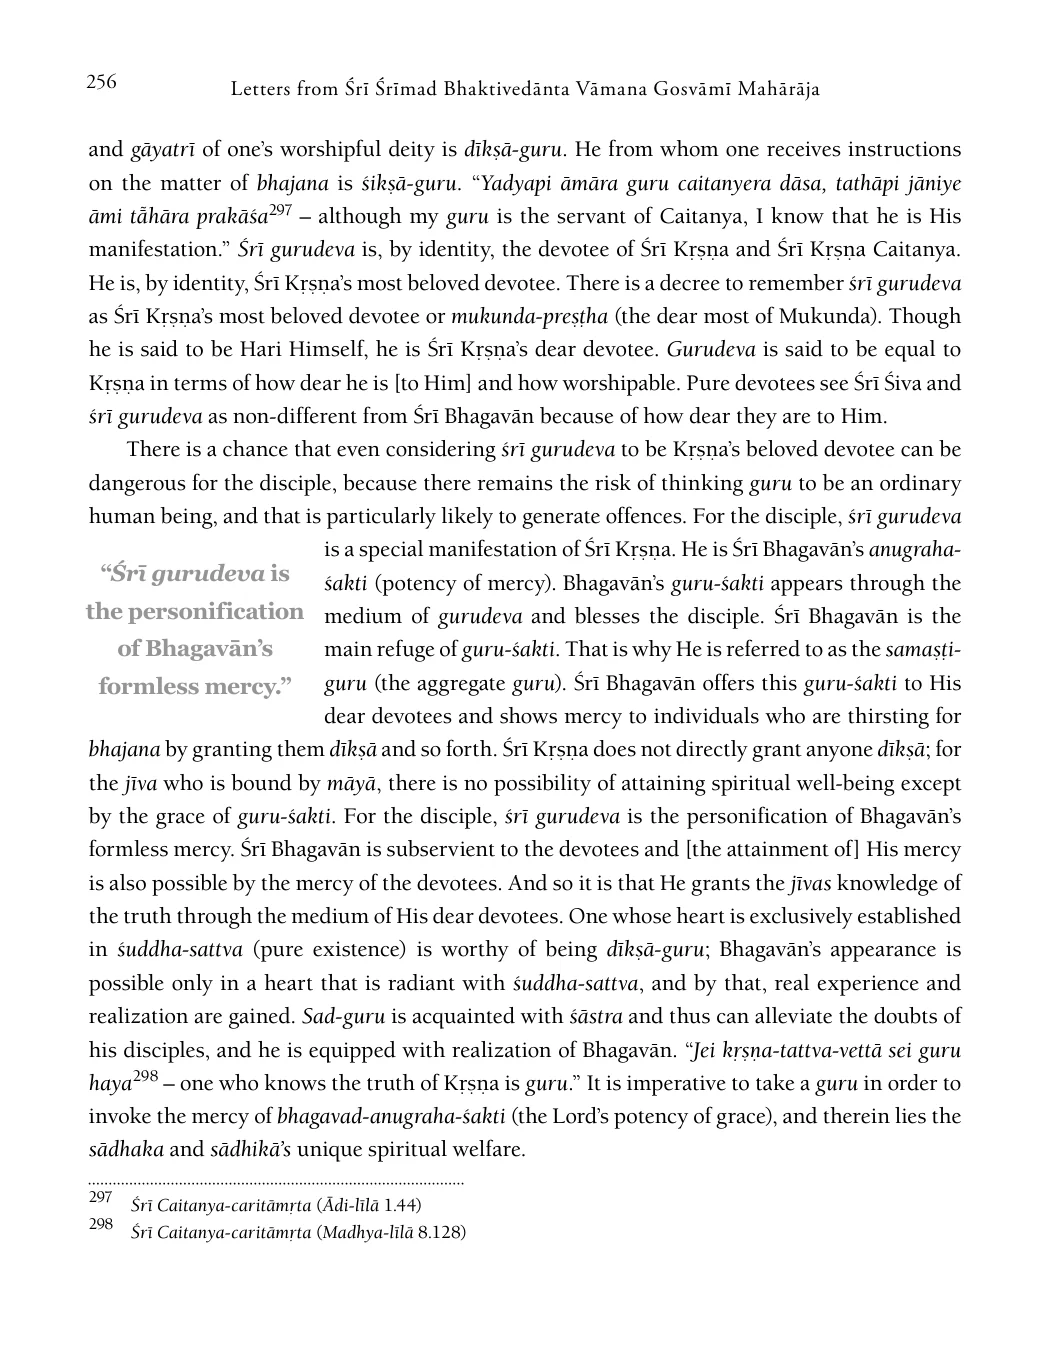 256
Letters from Śrī Śrīmad Bhaktivedānta Vāmana Gosvāmī Mahārāja
and gāyatrī of one’s worshipful deity is dīkṣā-guru. He from whom one receives instructions
on the matter of bhajana is śikṣā-guru. “Yadyapi āmāra guru caitanyera dāsa, tathāpi jāniye
āmi tā̃hāra prakāśa297 – although my guru is the servant of Caitanya, I know that he is His
manifestation.” Śrī gurudeva is, by identity, the devotee of Śrī Kṛṣṇa and Śrī Kṛṣṇa Caitanya.
He is, by identity, Śrī Kṛṣṇa’s most beloved devotee. There is a decree to remember śrī gurudeva
as Śrī Kṛṣṇa’s most beloved devotee or mukunda-preṣṭha (the dear most of Mukunda). Though
he is said to be Hari Himself, he is Śrī Kṛṣṇa’s dear devotee. Gurudeva is said to be equal to
Kṛṣṇa in terms of how dear he is [to Him] and how worshipable. Pure devotees see Śrī Śiva and
śrī gurudeva as non-different from Śrī Bhagavān because of how dear they are to Him.
There is a chance that even considering śrī gurudeva to be Kṛṣṇa’s beloved devotee can be
dangerous for the disciple, because there remains the risk of thinking guru to be an ordinary
human being, and that is particularly likely to generate offences. For the disciple, śrī gurudeva
is a special manifestation of Śrī Kṛṣṇa. He is Śrī Bhagavān’s anugraha-
śakti (potency of mercy). Bhagavān’s guru-śakti appears through the
medium of gurudeva and blesses the disciple. Śrī Bhagavān is the
main refuge of guru-śakti. That is why He is referred to as the samaṣṭi-
guru (the aggregate guru). Śrī Bhagavān offers this guru-śakti to His
dear devotees and shows mercy to individuals who are thirsting for
“Śrī gurudeva is
the personification
of Bhagavān’s
formless mercy.”
bhajana by granting them dīkṣā and so forth. Śrī Kṛṣṇa does not directly grant anyone dīkṣā; for
the jīva who is bound by māyā, there is no possibility of attaining spiritual well-being except
by the grace of guru-śakti. For the disciple, śrī gurudeva is the personification of Bhagavān’s
formless mercy. Śrī Bhagavān is subservient to the devotees and [the attainment of] His mercy
is also possible by the mercy of the devotees. And so it is that He grants the jīvas knowledge of
the truth through the medium of His dear devotees. One whose heart is exclusively established
in śuddha-sattva (pure existence) is worthy of being dīkṣā-guru; Bhagavān’s appearance is
possible only in a heart that is radiant with śuddha-sattva, and by that, real experience and
realization are gained. Sad-guru is acquainted with śāstra and thus can alleviate the doubts of
his disciples, and he is equipped with realization of Bhagavān. “Jei kṛṣṇa-tattva-vettā sei guru
haya298 – one who knows the truth of Kṛṣṇa is guru.” It is imperative to take a guru in order to
invoke the mercy of bhagavad-anugraha-śakti (the Lord’s potency of grace), and therein lies the
sādhaka and sādhikā’s unique spiritual welfare.
297 Śrī Caitanya-caritāmṛta (Ādi-līlā 1.44)
298 Śrī Caitanya-caritāmṛta (Madhya-līlā 8.128)